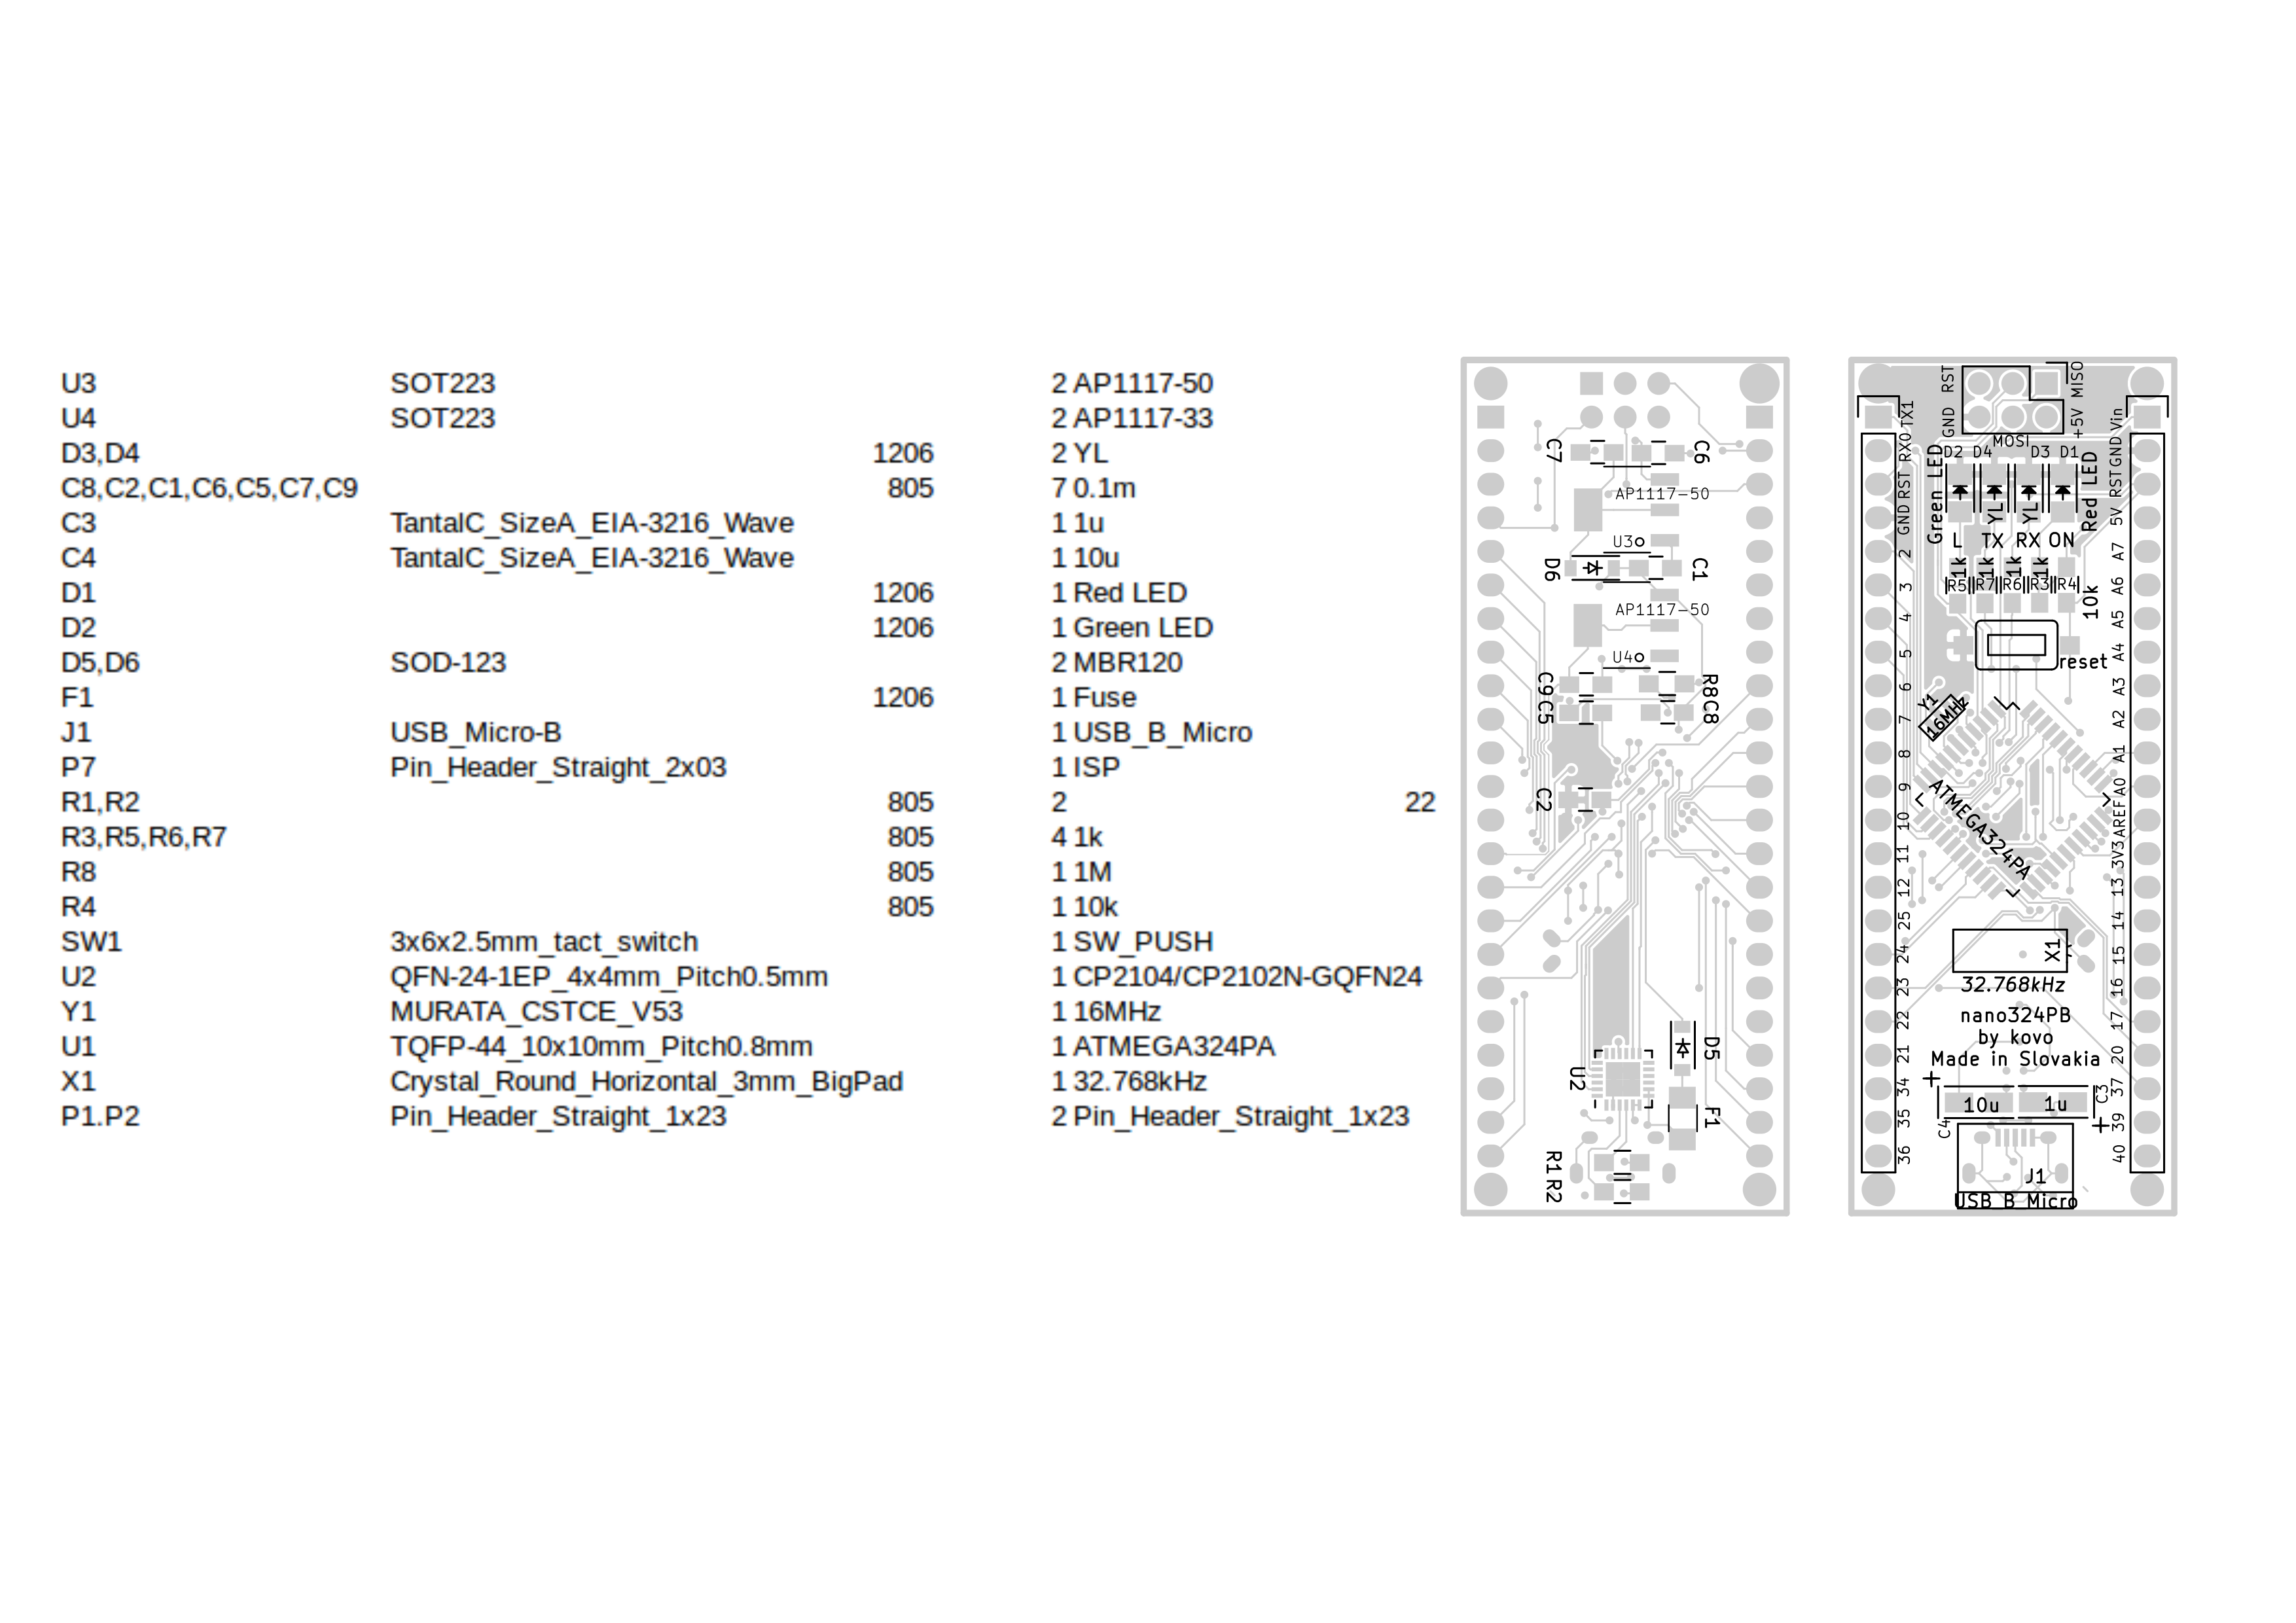 U3 SOT223 2 AP1117-50
U4 SOT223 2 AP1117-33
D3,D4 1206 2 YL
C8,C2,C1,C6,C5,C7,C9 805 7 0.1m
C3 TantalC_SizeA_EIA-3216_Wave 1 1u
C4 TantalC_SizeA_EIA-3216_Wave 1 10u
D1 1206 1 Red LED
D2 1206 1 Green LED
D5,D6 SOD-123 2 MBR120
F1 1206 1 Fuse
J1 USB_Micro-B 1 USB_B_Micro
P7 Pin_Header_Straight_2x03 1 ISP
R1,R2 805 2 22
R3,R5,R6,R7 805 4 1k
R8 805 1 1M
R4 805 1 10k
SW1 3x6x2.5mm_tact_switch 1 SW_PUSH
U2 QFN-24-1EP_4x4mm_Pitch0.5mm 1 CP2104/CP2102N-GQFN24
Y1 MURATA_CSTCE_V53 1 16MHz
U1 TQFP-44_10x10mm_Pitch0.8mm 1 ATMEGA324PA
X1 Crystal_Round_Horizontal_3mm_BigPad 1 32.768kHz
P1.P2 Pin_Header_Straight_1x23 2 Pin_Header_Straight_1x23
C7 C6
AP1117-50
U3
D6 C1
AP1117-50
U4
C9 R8
C5 C8
C2
D5
U2
F1
R1
R2
RST MISO
GND +5V
MOSI
D2 D4 D3 D1
Green LED YL YL Red LED
L TX RX ON
1k 1k 1k 1k
R5 R7 R6 R3 R4
10k
reset
Y1
16MHz
ATMEGA324PA
X1
32.768kHz
nano324PB
by kovo
Made in Slovakia
+
10u 1u
C4 C3
+
J1
USB_B_Micro
TX1
RX0
RST
GND
2
3
4
5
6
7
8
9
10
11
12
25
24
23
22
21
34
35
36
Vin
GND
RST
5V
A7
A6
A5
A4
A3
A2
A1
A0
AREF
3V3
13
14
15
16
17
20
37
39
40